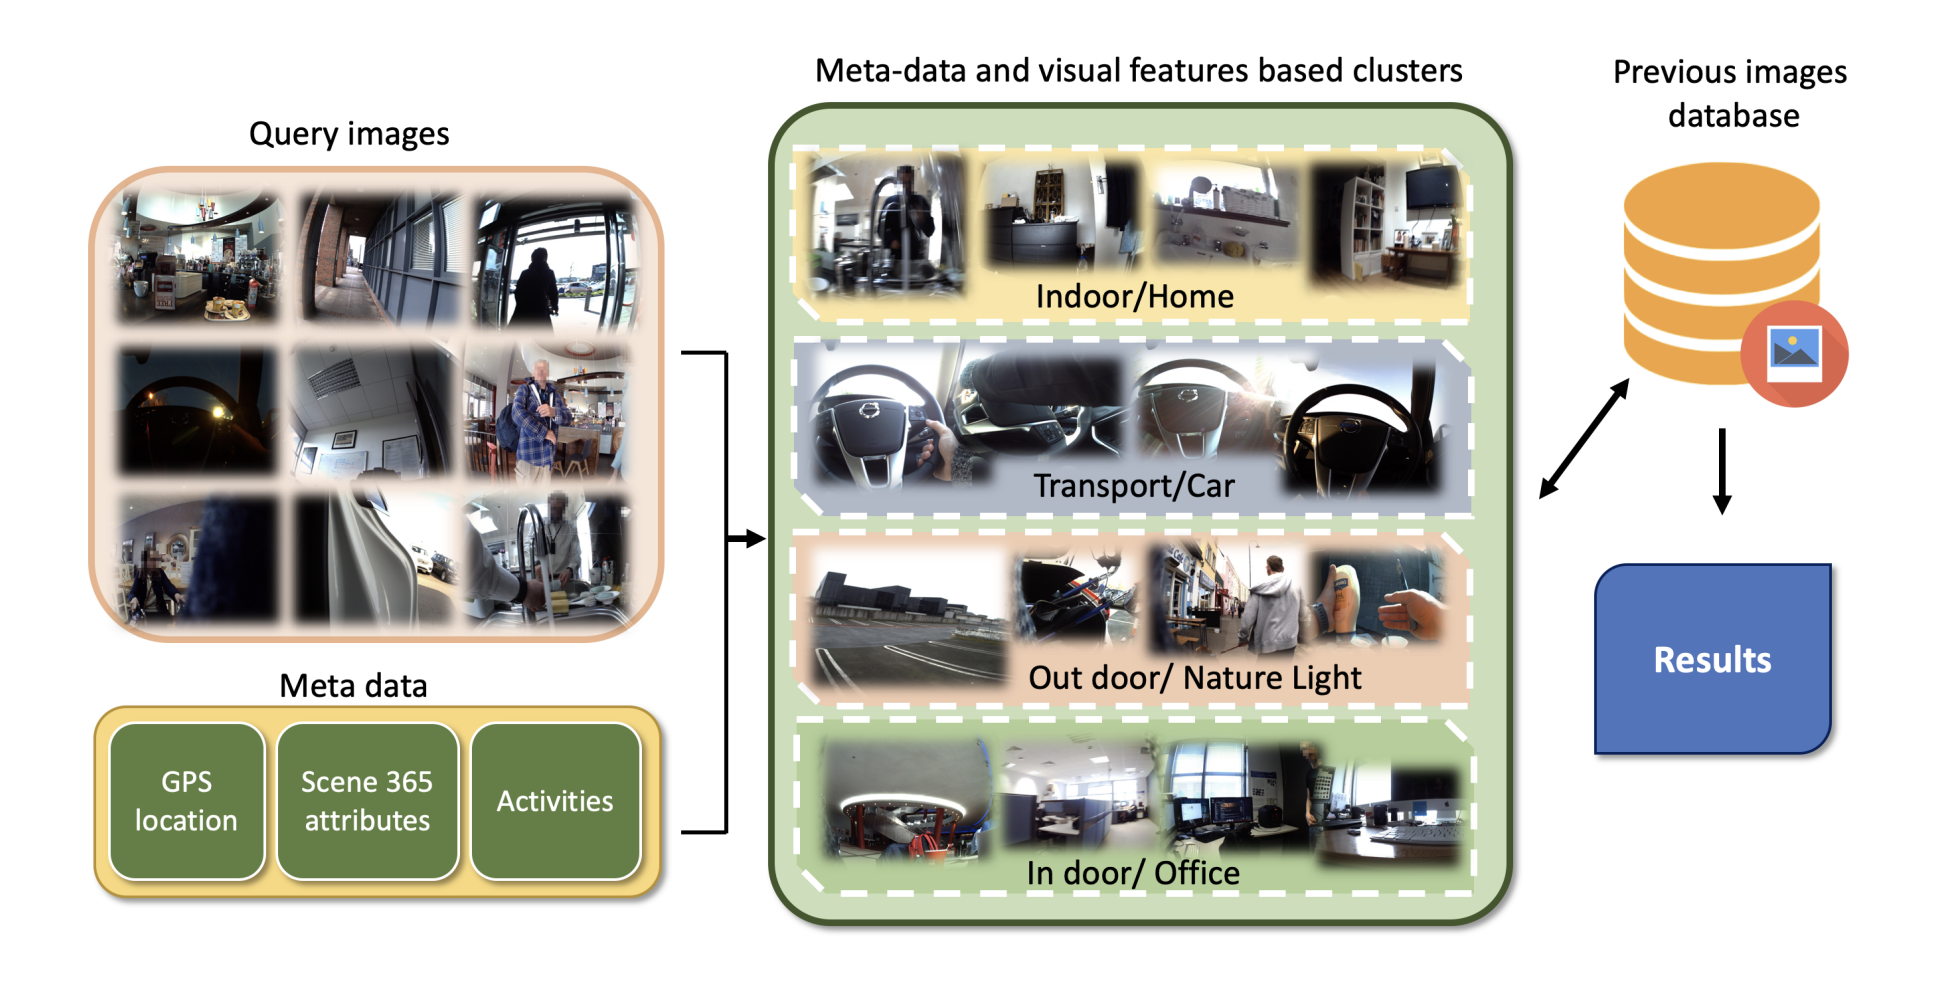 Query images
Meta data
GPS
location
Scene 365
attributes
Activities
Meta-data and visual features based clusters
Indoor/Home
Transport/Car
Out door/ Nature Light
In door/ Office
Previous images
database
Results